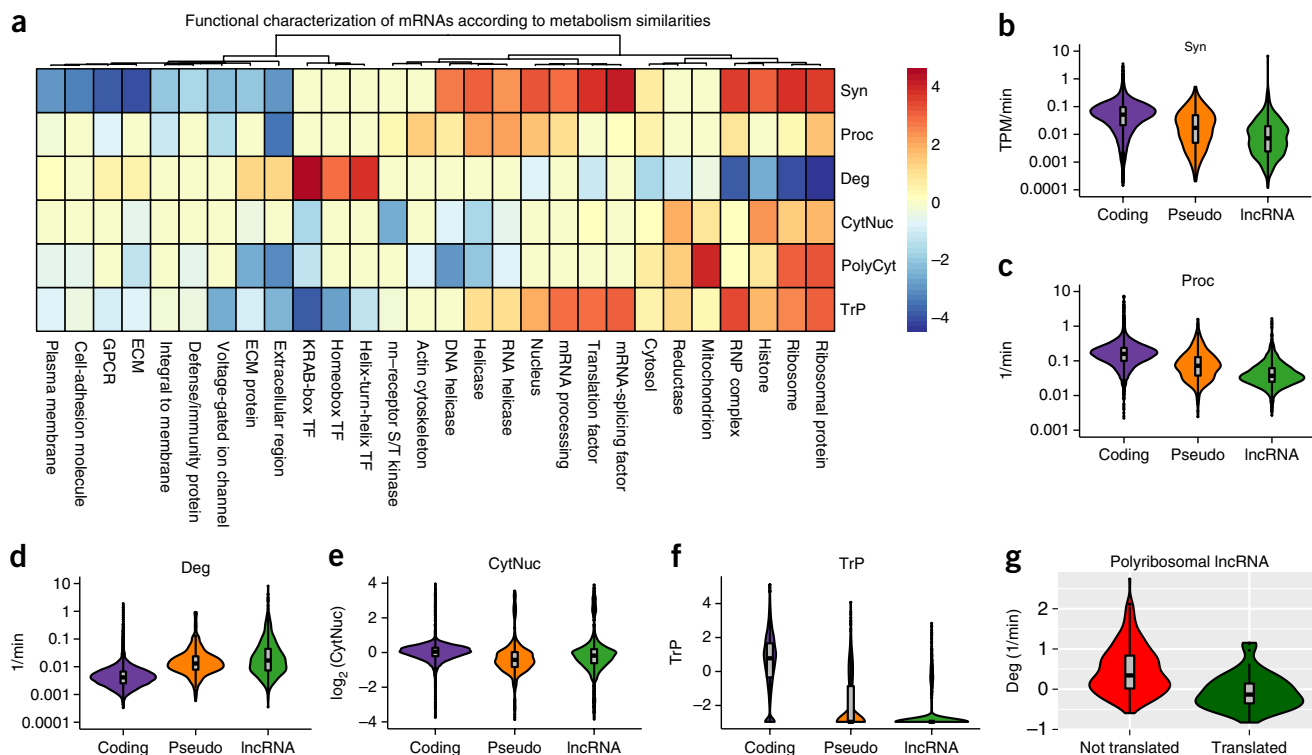 a
Functional characterization of mRNAs according to metabolism similarities
Syn
Proc
Deg
CytNuc
PolyCyt
TrP
4
2
0
−2
−4
Plasma membrane
Cell-adhesion molecule
GPCR
ECM
Integral to membrane
Defense/immunity protein
Voltage-gated ion channel
ECM protein
Extracellular region
KRAB-box TF
Homeobox TF
Helix-turn-helix TF
nn−receptor S/T kinase
Actin cytoskeleton
DNA helicase
Helicase
RNA helicase
Nucleus
mRNA processing
Translation factor
mRNA-splicing factor
Cytosol
Reductase
Mitochondrion
RNP complex
Histone
Ribosome
Ribosomal protein
b
Syn
TPM/min
10
1
0.1
0.01
0.001
0.0001
Coding Pseudo lncRNA
c
Proc
1/min
10
1
0.1
0.01
0.001
Coding Pseudo lncRNA
d
Deg
1/min
10
1
0.1
0.01
0.001
0.0001
Coding Pseudo lncRNA
e
CytNuc
log2 (Cyt/Nuc)
4
2
0
−2
−4
Coding Pseudo lncRNA
f
TrP
TrP
4
2
0
−2
Coding Pseudo lncRNA
g
Polyribosomal lncRNA
Deg (1/min)
2
1
0
−1
Not translated Translated